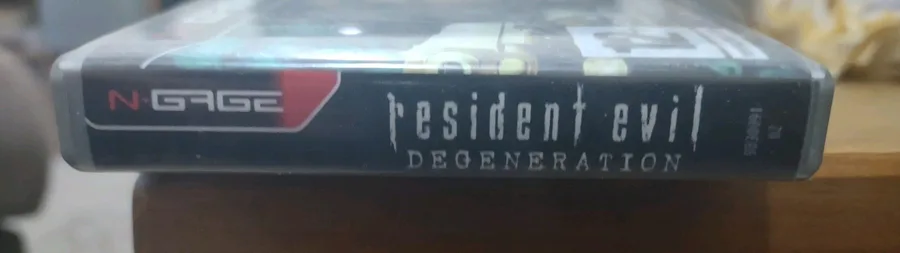 N-GAGE
resident evil
DEGENERATION